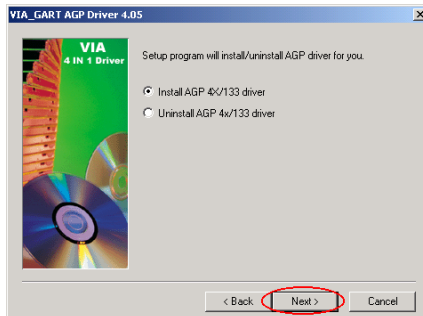 VIA_GART AGP Driver 4.05
VIA
4 IN 1 Driver
Setup program will install/uninstall AGP driver for you.
Install AGP 4X/133 driver
Uninstall AGP 4x/133 driver
< Back
Next >
Cancel